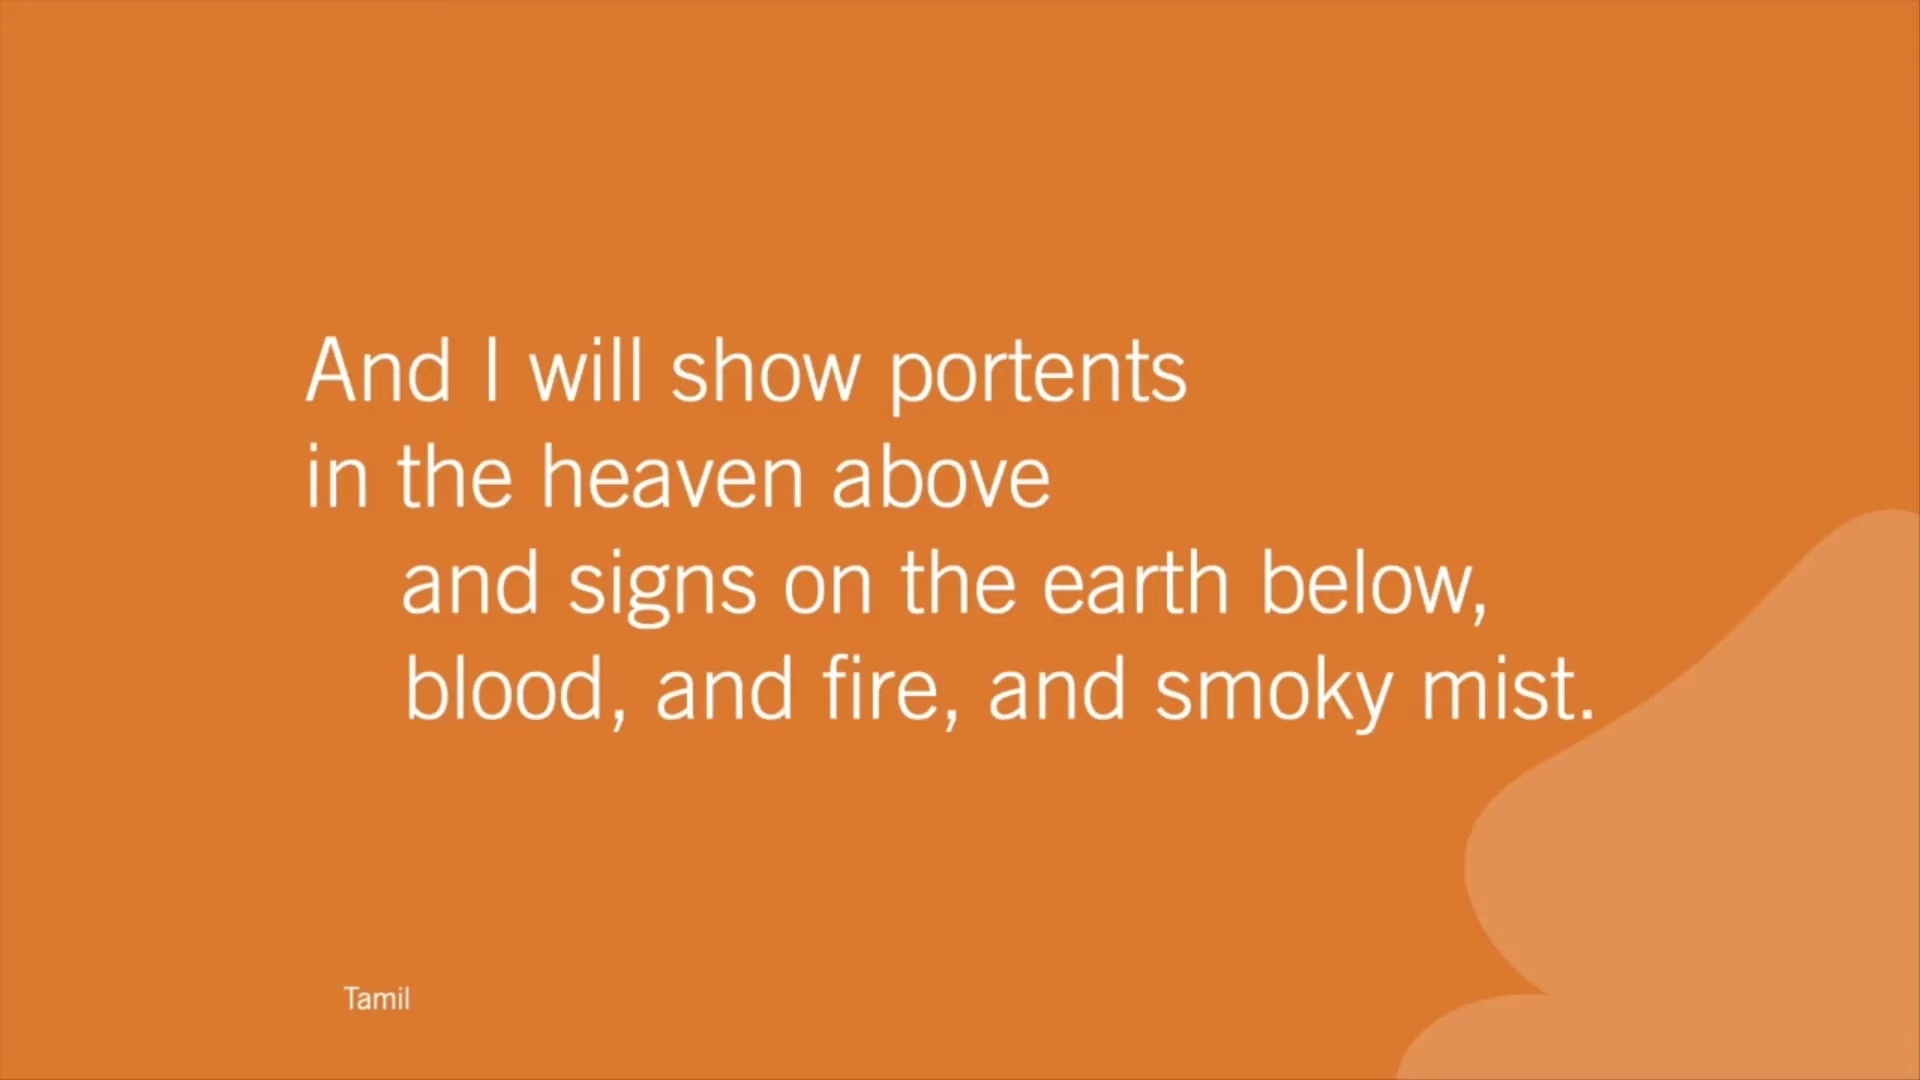 And I will show portents
in the heaven above
and signs on the earth below,
blood, and fire, and smoky mist.
Tamil